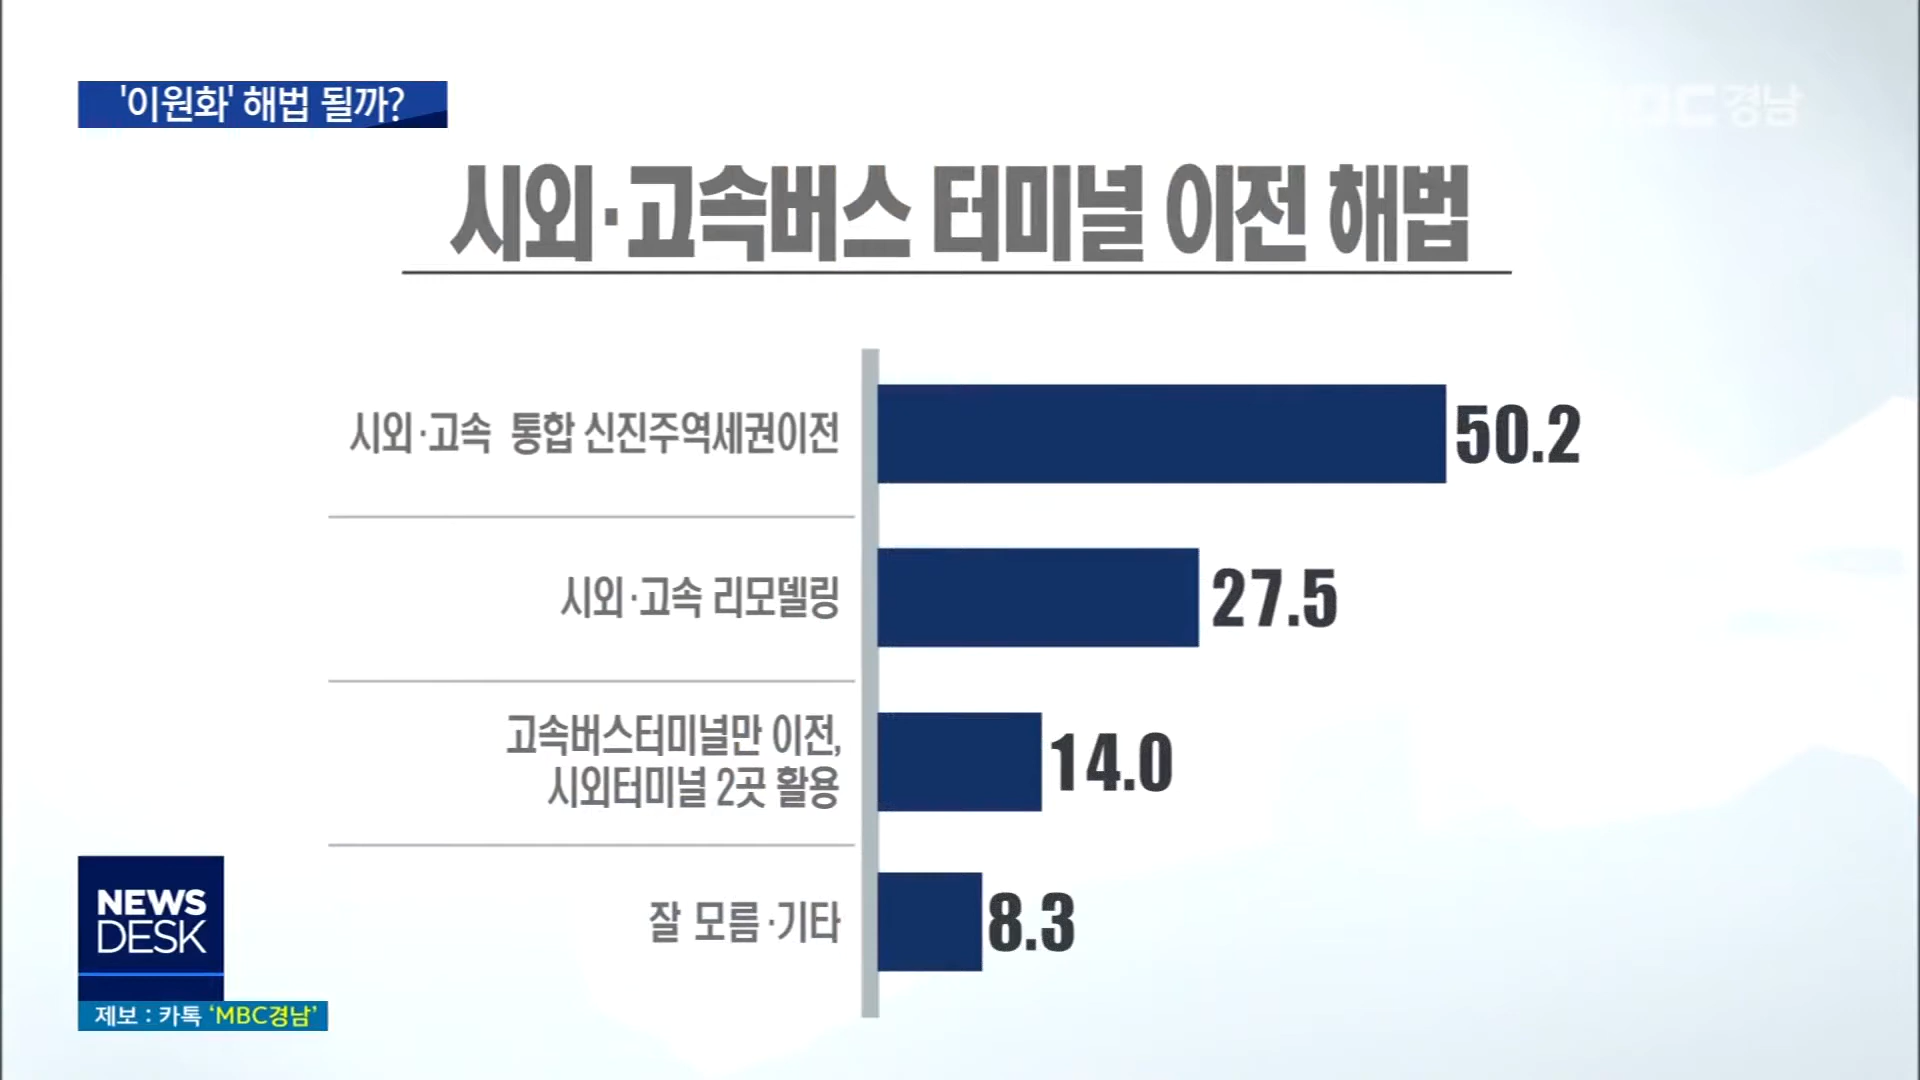 '이원화' 해법 될까?
MBC경남
시외·고속버스 터미널 이전 해법
시외·고속 통합 신진주역세권이전
50.2
시외·고속 리모델링
27.5
고속버스터미널만 이전,
시외터미널 2곳 활용
14.0
잘 모름·기타
8.3
NEWS
DESK
제보 : 카톡 ‘MBC경남’